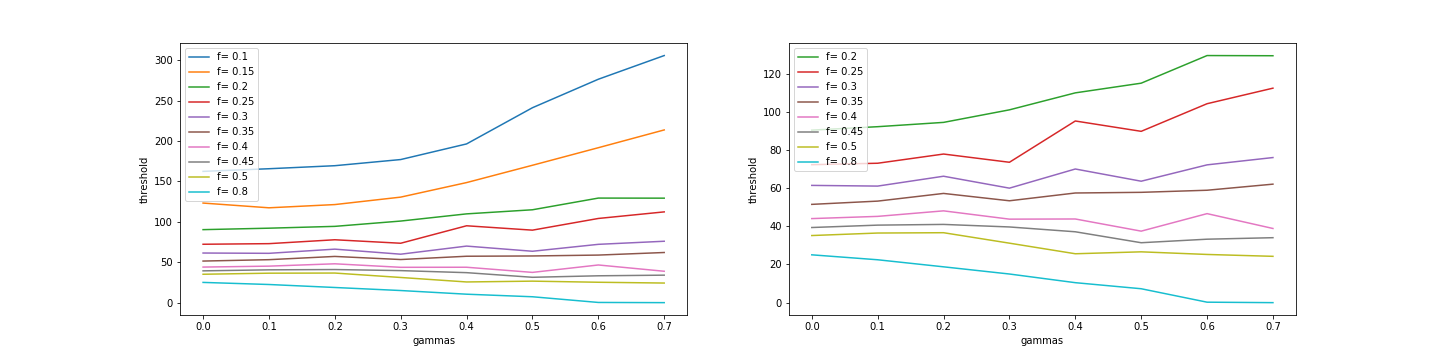 f= 0.1
f= 0.15
f= 0.2
f= 0.25
f= 0.3
f= 0.35
f= 0.4
f= 0.45
f= 0.5
f= 0.8
threshold
300
250
200
150
100
50
0
0.0 0.1 0.2 0.3 0.4 0.5 0.6 0.7
gammas
f= 0.2
f= 0.25
f= 0.3
f= 0.35
f= 0.4
f= 0.45
f= 0.5
f= 0.8
threshold
120
100
80
60
40
20
0
0.0 0.1 0.2 0.3 0.4 0.5 0.6 0.7
gammas